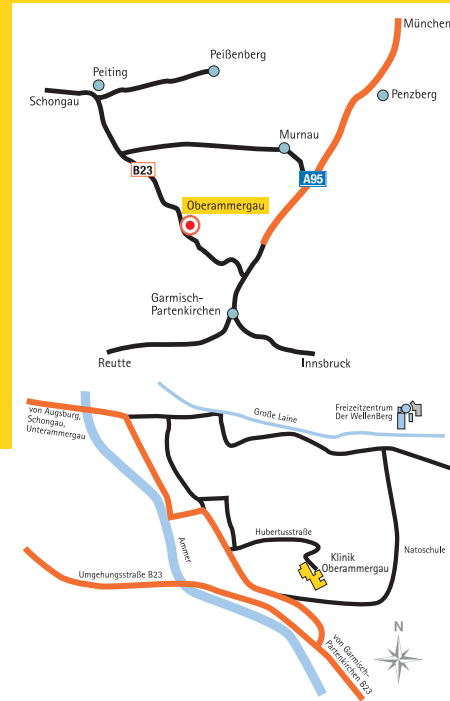 München
Peißenberg
Peiting
Penzberg
Schongau
Murnau
B23
A95
Oberammergau
Garmisch-
Partenkirchen
Reutte
Innsbruck
von Augsburg,
Schongau,
Unterammergau
Große Laine
Freizeitzentrum
Der WellenBerg
Hubertusstraße
Ammer
Natoschule
Klinik
Oberammergau
Umgehungsstraße B23
N
von Garmisch-
Partenkirchen B23